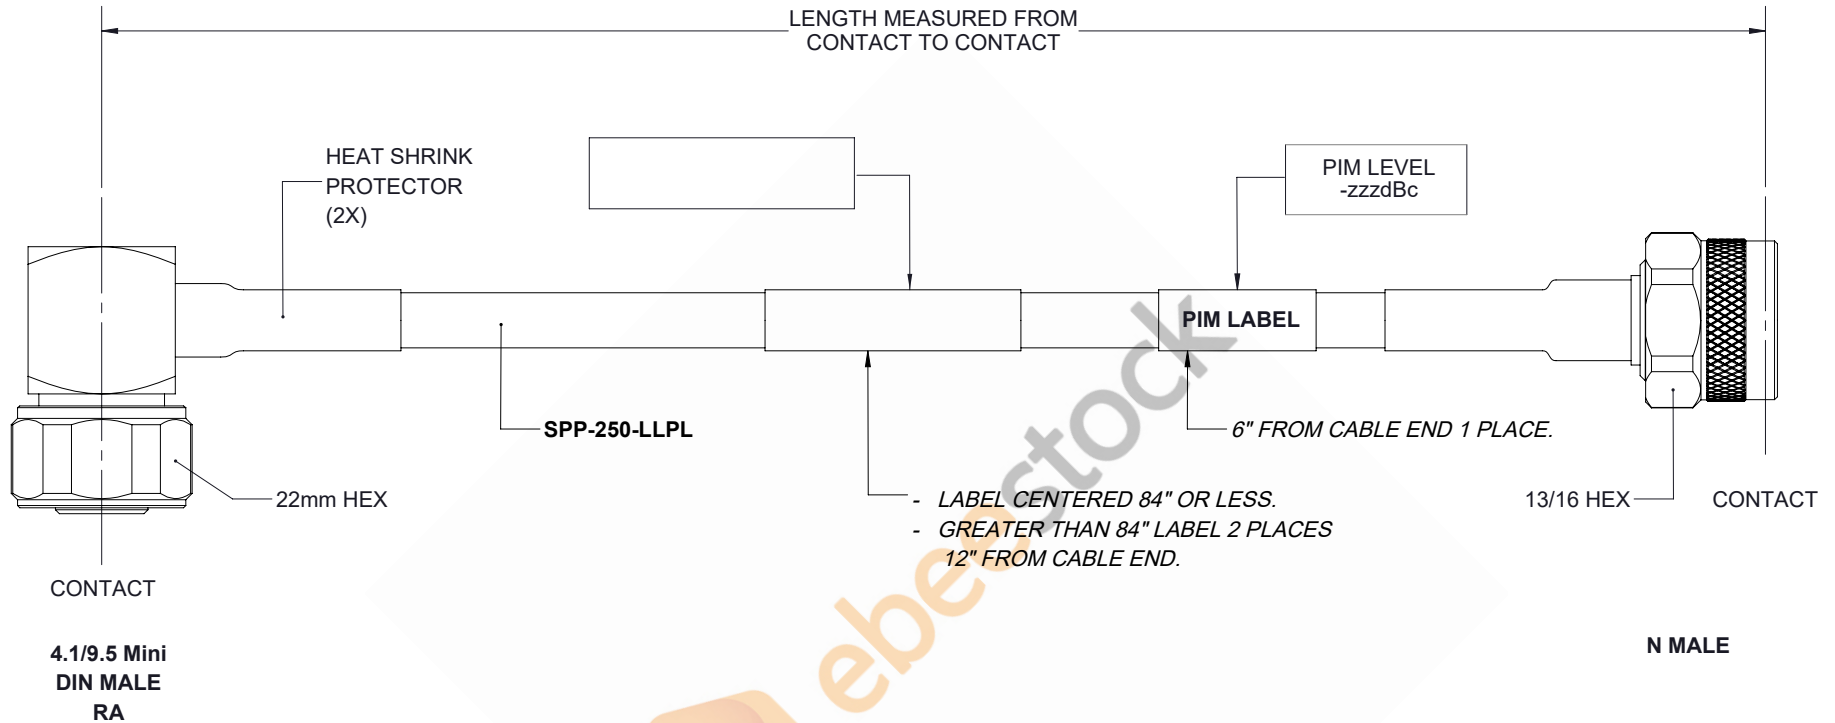 LENGTH MEASURED FROM
CONTACT TO CONTACT
HEAT SHRINK
PROTECTOR
(2X)
PIM LEVEL
-zzzdBc
PIM LABEL
SPP-250-LLPL
6" FROM CABLE END 1 PLACE.
22mm HEX
- LABEL CENTERED 84" OR LESS.
- GREATER THAN 84" LABEL 2 PLACES
12" FROM CABLE END.
13/16 HEX
CONTACT
CONTACT
4.1/9.5 Mini
DIN MALE
RA
N MALE
ebeestock